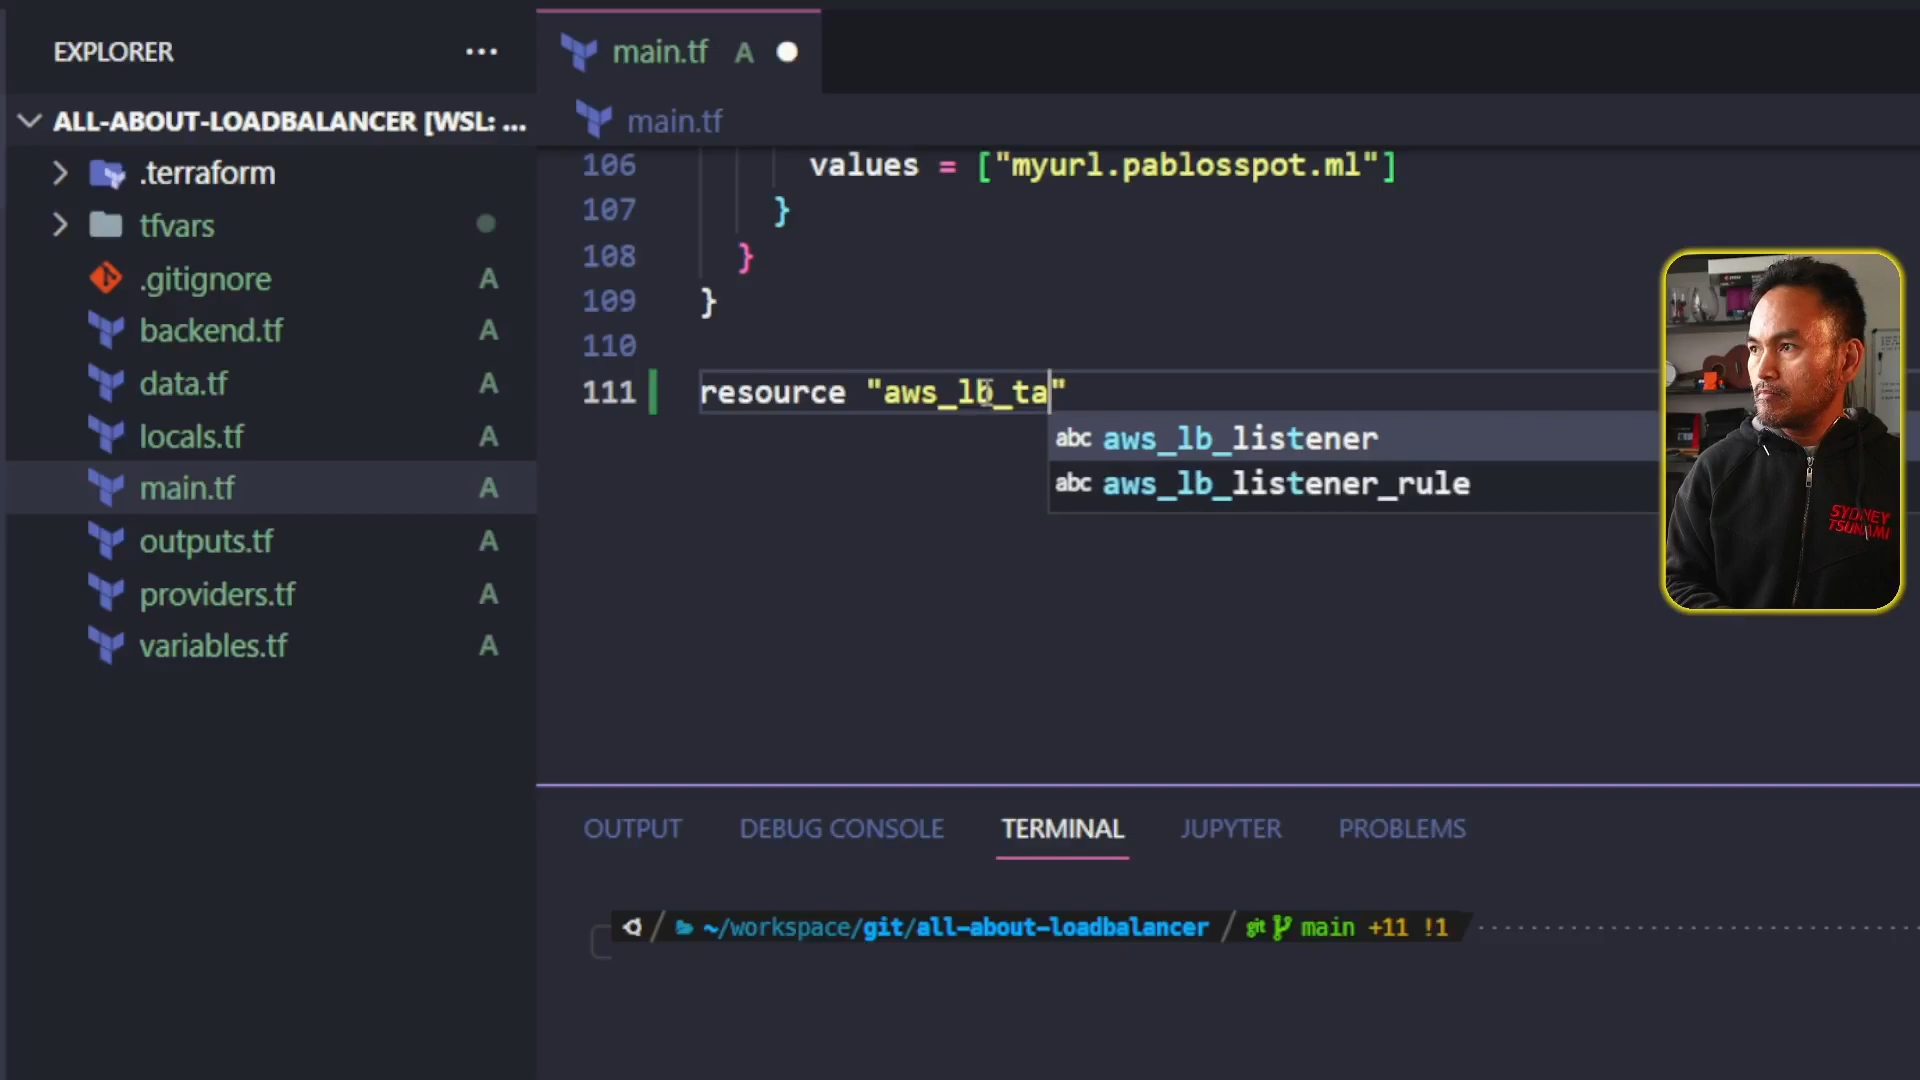 EXPLORER ...
ALL-ABOUT-LOADBALANCER [WSL: ...
.terraform
tfvars
.gitignore A
backend.tf A
data.tf A
locals.tf A
main.tf A
outputs.tf A
providers.tf A
variables.tf A
main.tf A
main.tf
106 values = ["myurl.pablosspot.ml"]
107 }
108 }
109 }
110
111 resource "aws_lb_ta"
abc aws_lb_listener
abc aws_lb_listener_rule
OUTPUT DEBUG CONSOLE TERMINAL JUPYTER PROBLEMS
~/workspace/git/all-about-loadbalancer / git main +11 !1
SYDNEY
TSUNAMI